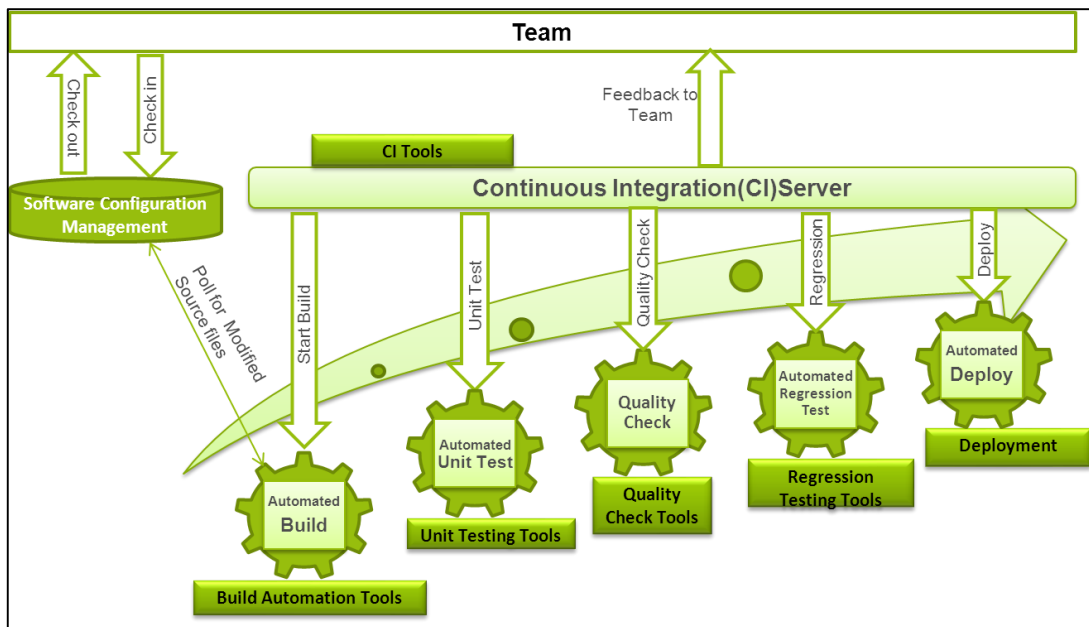 Team
Check out
Check in
Feedback to
Team
CI Tools
Continuous Integration(CI)Server
Software Configuration
Management
Poll for Modified
Source files
Start Build
Unit Test
Quality Check
Regression
Deploy
Automated
Build
Build Automation Tools
Automated
Unit Test
Unit Testing Tools
Quality
Check
Quality
Check Tools
Automated
Regression
Test
Regression
Testing Tools
Automated
Deploy
Deployment